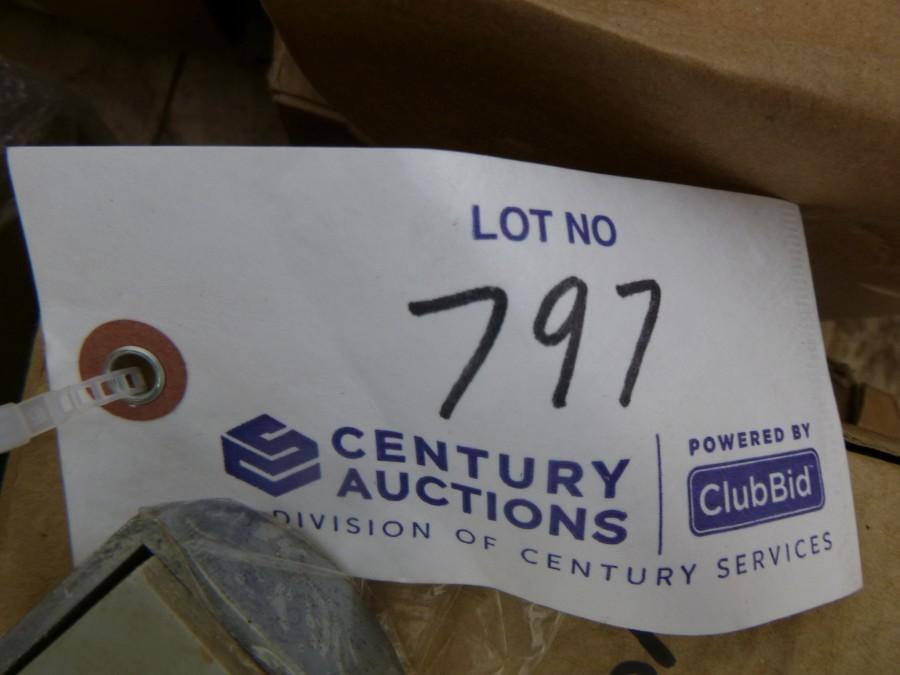 LOT NO
797
CENTURY
AUCTIONS
DIVISION OF CENTURY SERVICES
POWERED BY
ClubBid